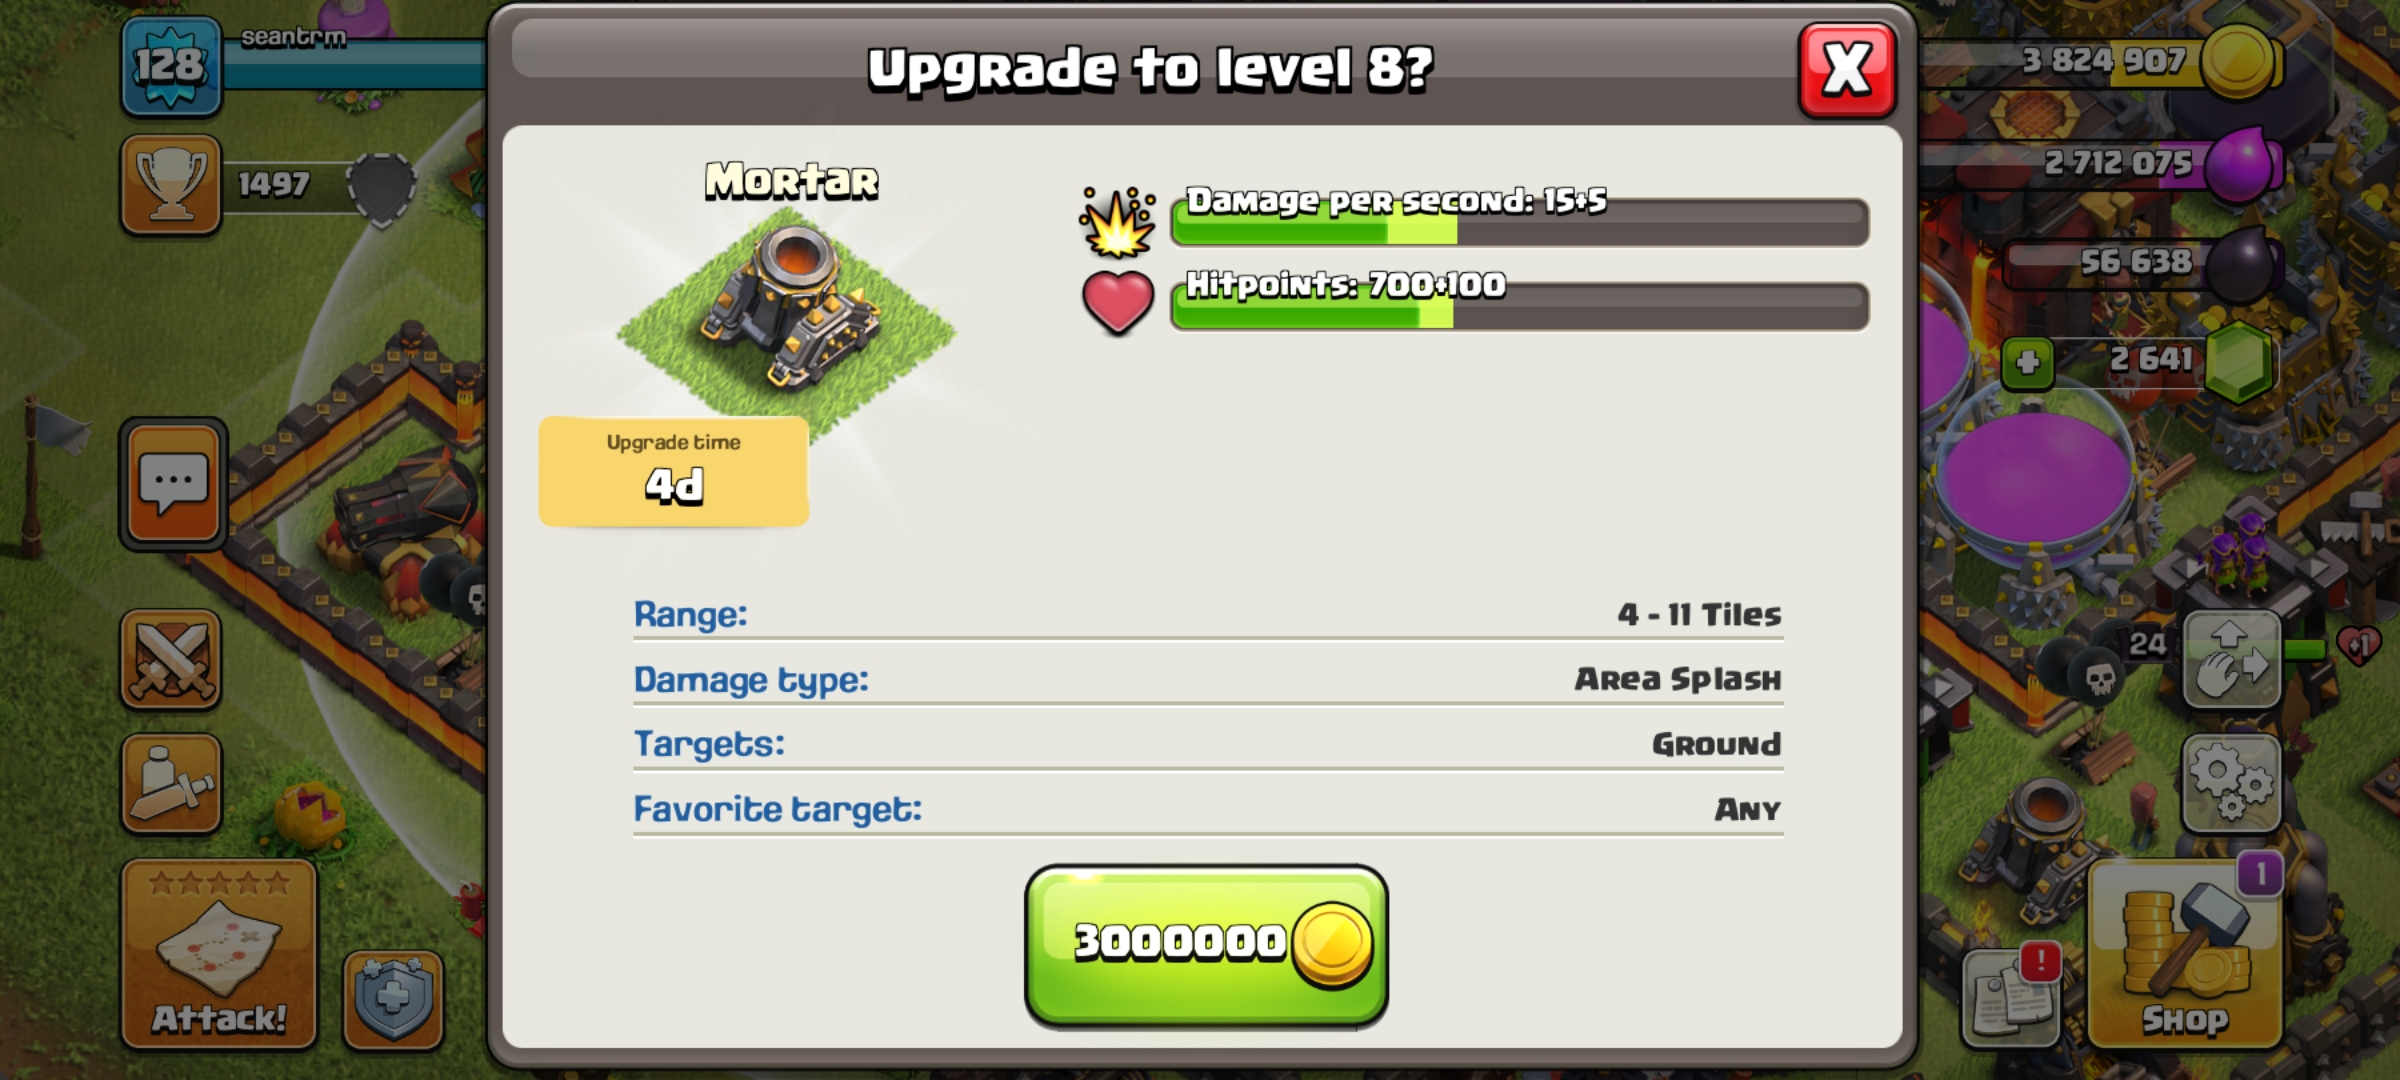 128
seantrm
1497
Attack!
Upgrade to level 8?
X
Mortar
Damage per second: 15+5
Hitpoints: 700+100
Upgrade time
4d
Range:
4 - 11 Tiles
Damage type:
Area Splash
Targets:
Ground
Favorite target:
Any
3000000
3 824 907
2 712 075
56 638
2 641
24
+1
1
!
Shop